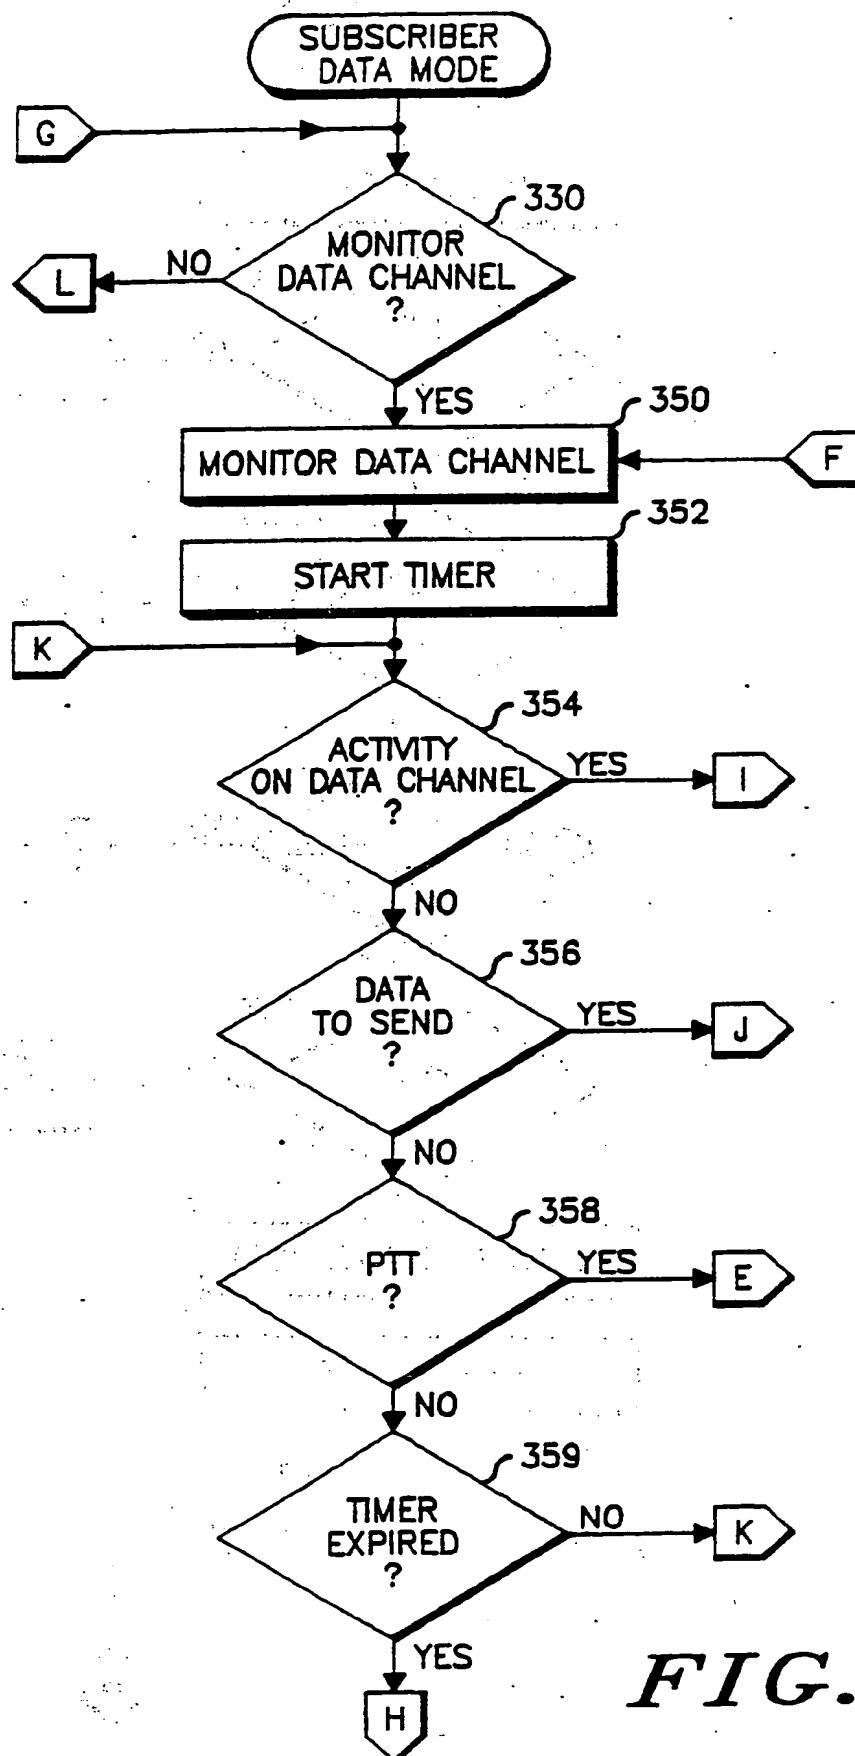 SUBSCRIBER
DATA MODE
G
330
MONITOR
DATA CHANNEL
?
NO
L
YES
350
MONITOR DATA CHANNEL
F
352
START TIMER
K
354
ACTIVITY
ON DATA CHANNEL
?
YES
I
NO
356
DATA
TO SEND
?
YES
J
NO
358
PTT
?
YES
E
NO
359
TIMER
EXPIRED
?
NO
K
YES
H
FIG.